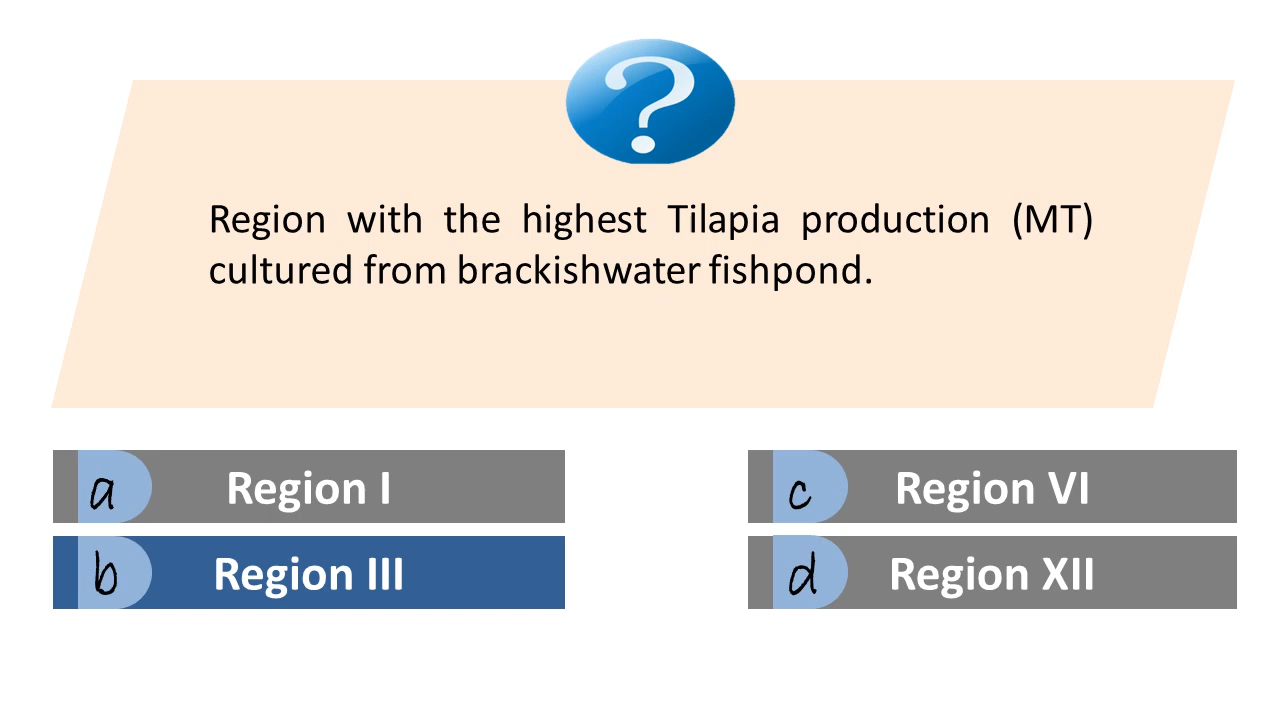 ?
Region with the highest Tilapia production (MT)
cultured from brackishwater fishpond.
a Region I
b Region III
c Region VI
d Region XII